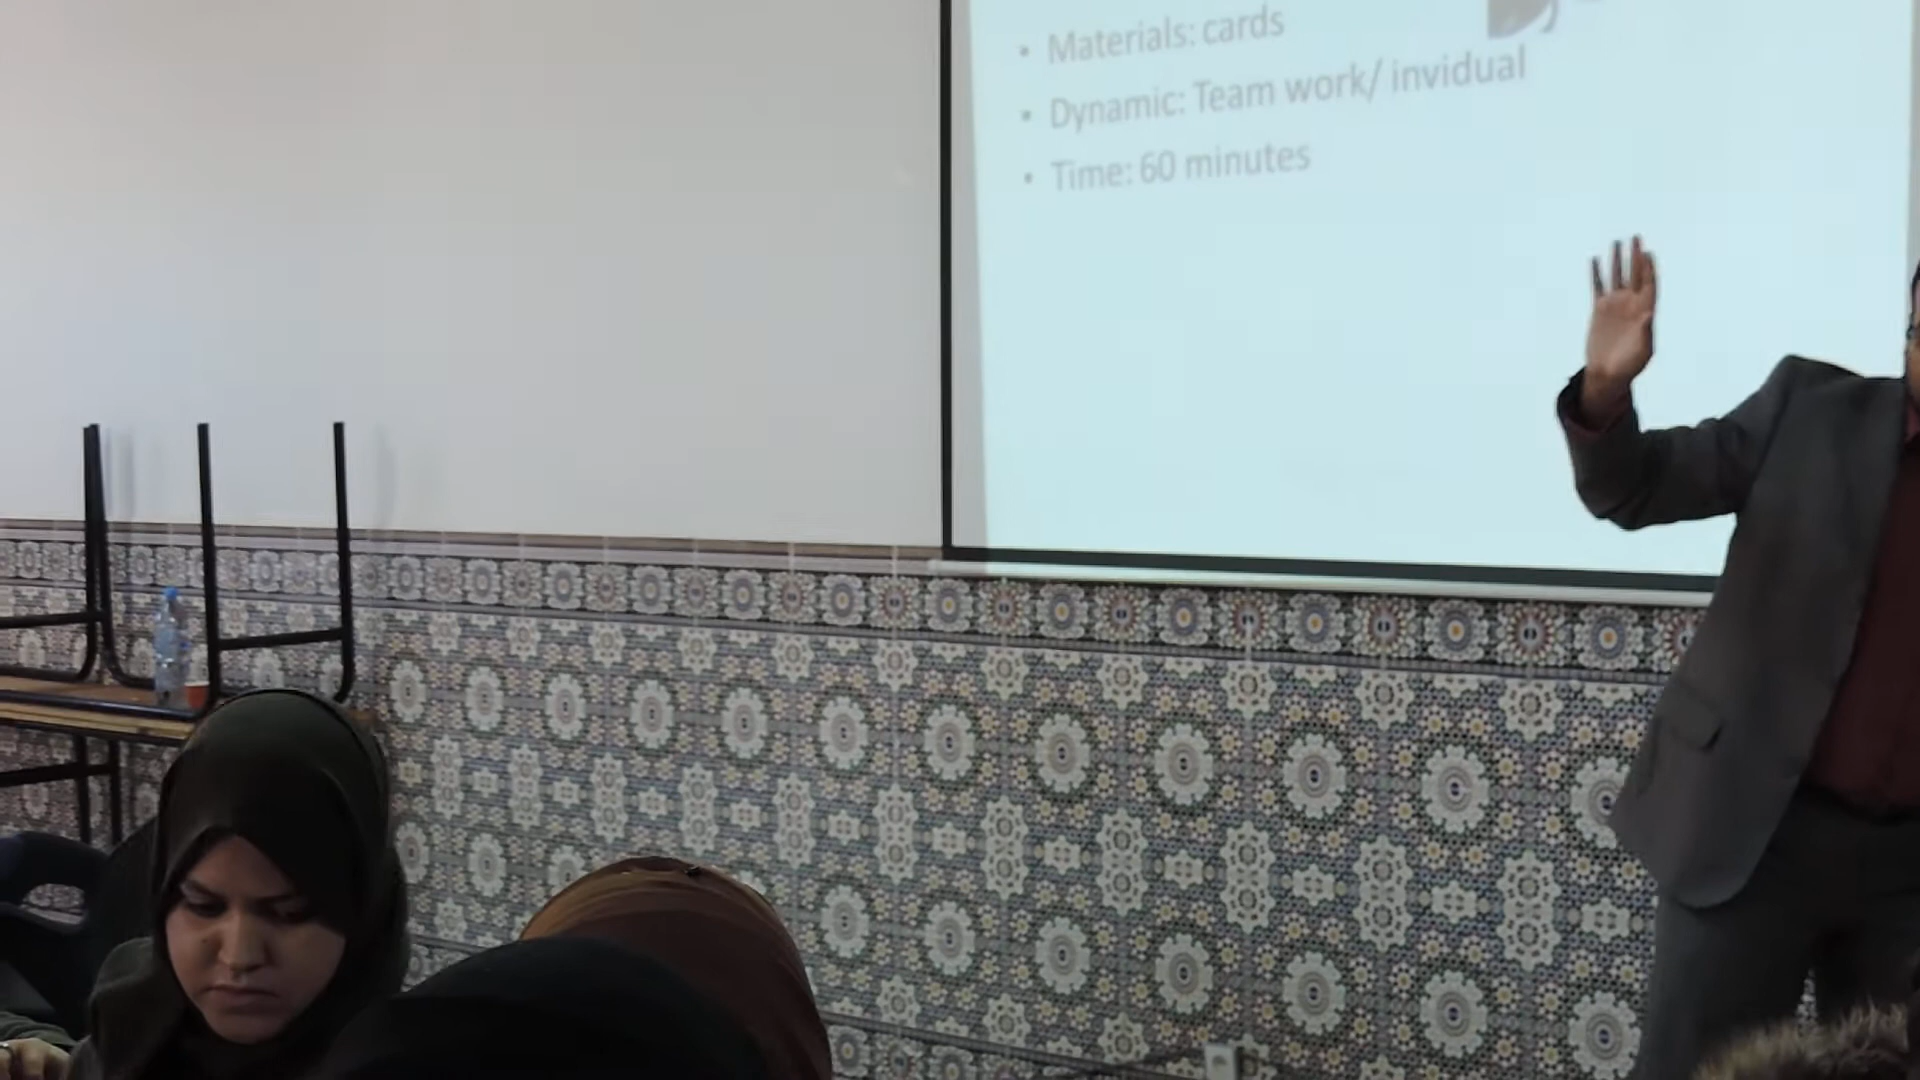 • Materials: cards
• Dynamic: Team work/ invidual
• Time: 60 minutes